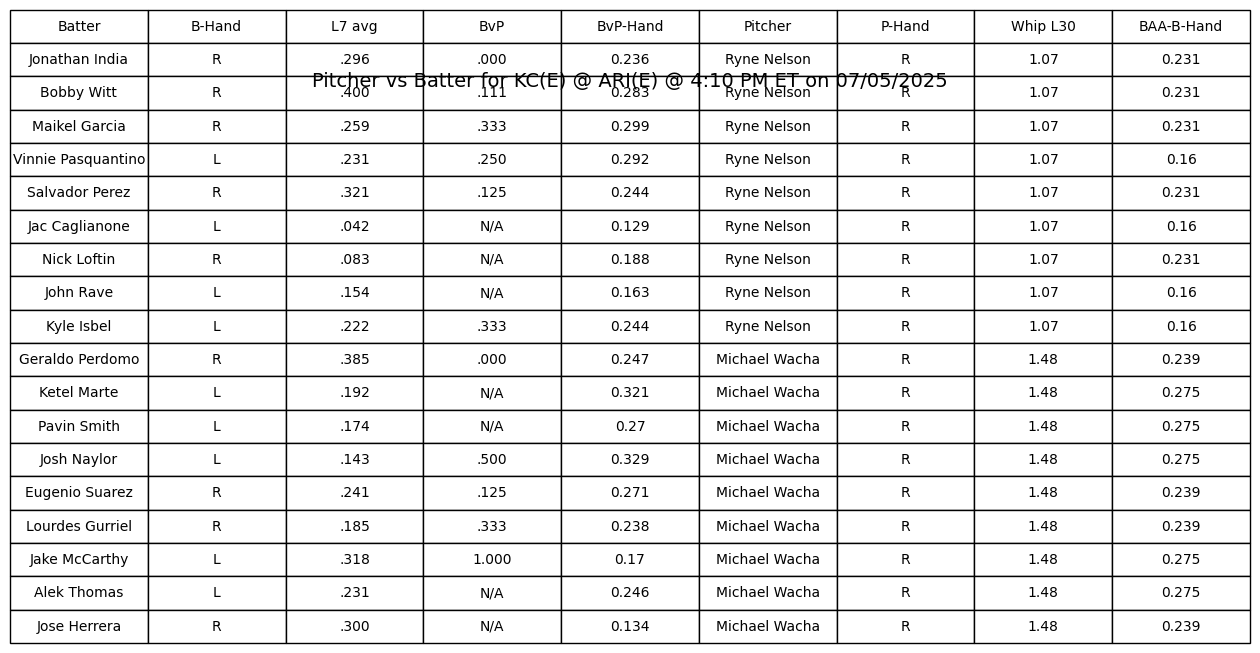 Batter B-Hand L7 avg BvP BvP-Hand Pitcher P-Hand Whip L30 BAA-B-Hand
Jonathan India R .296 .000 0.236 Ryne Nelson R 1.07 0.231
Pitcher vs Batter for KC(E) @ ARI(E) @ 4:10 PM ET on 07/05/2025
Bobby Witt R .400 .111 0.283 Ryne Nelson R 1.07 0.231
Maikel Garcia R .259 .333 0.299 Ryne Nelson R 1.07 0.231
Vinnie Pasquantino L .231 .250 0.292 Ryne Nelson R 1.07 0.16
Salvador Perez R .321 .125 0.244 Ryne Nelson R 1.07 0.231
Jac Caglianone L .042 N/A 0.129 Ryne Nelson R 1.07 0.16
Nick Loftin R .083 N/A 0.188 Ryne Nelson R 1.07 0.231
John Rave L .154 N/A 0.163 Ryne Nelson R 1.07 0.16
Kyle Isbel L .222 .333 0.244 Ryne Nelson R 1.07 0.16
Geraldo Perdomo R .385 .000 0.247 Michael Wacha R 1.48 0.239
Ketel Marte L .192 N/A 0.321 Michael Wacha R 1.48 0.275
Pavin Smith L .174 N/A 0.27 Michael Wacha R 1.48 0.275
Josh Naylor L .143 .500 0.329 Michael Wacha R 1.48 0.275
Eugenio Suarez R .241 .125 0.271 Michael Wacha R 1.48 0.239
Lourdes Gurriel R .185 .333 0.238 Michael Wacha R 1.48 0.239
Jake McCarthy L .318 1.000 0.17 Michael Wacha R 1.48 0.275
Alek Thomas L .231 N/A 0.246 Michael Wacha R 1.48 0.275
Jose Herrera R .300 N/A 0.134 Michael Wacha R 1.48 0.239